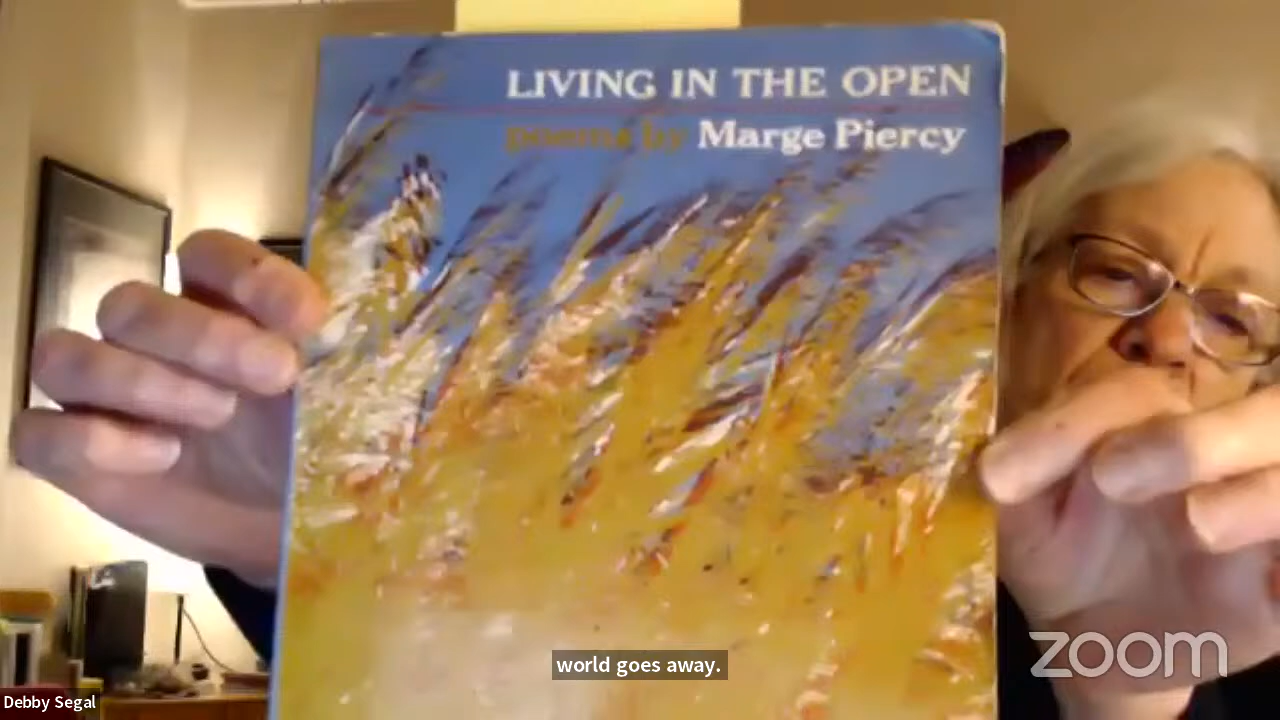 LIVING IN THE OPEN
poems by Marge Piercy
world goes away.
zoom
Debby Segal